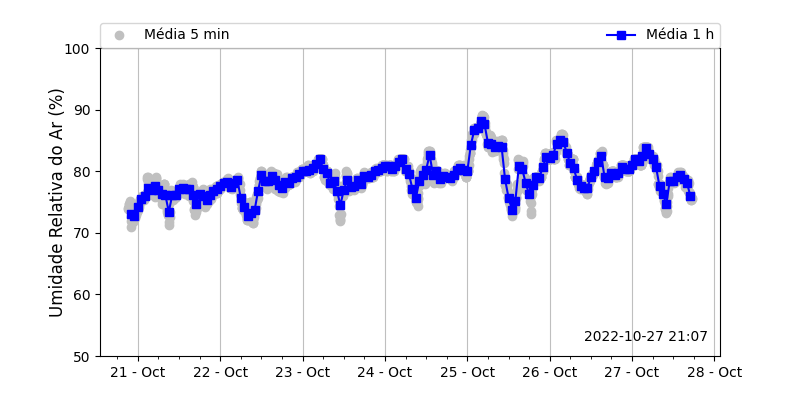 Média 5 min Média 1 h
Umidade Relativa do Ar (%)
100
90
80
70
60
50
2022-10-27 21:07
21 - Oct 22 - Oct 23 - Oct 24 - Oct 25 - Oct 26 - Oct 27 - Oct 28 - Oct